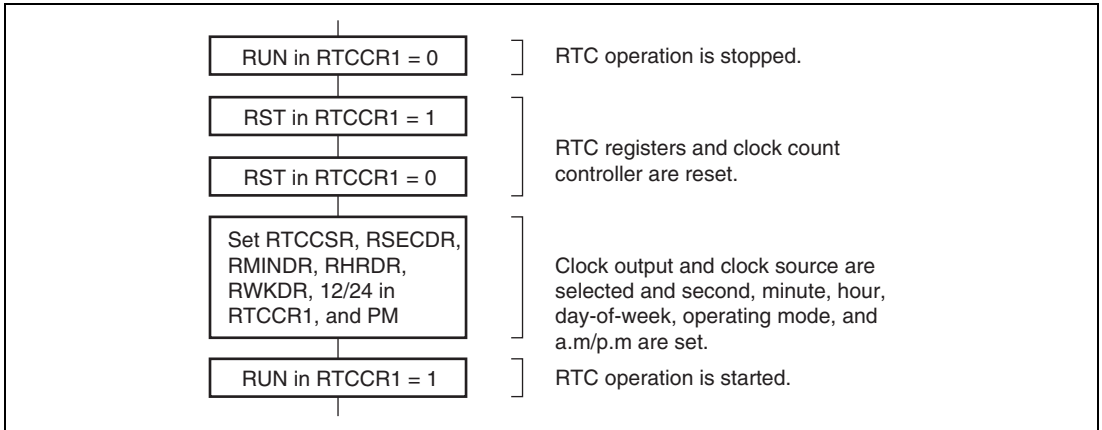 RUN in RTCCR1 = 0
RTC operation is stopped.
RST in RTCCR1 = 1
RST in RTCCR1 = 0
RTC registers and clock count
controller are reset.
Set RTCCSR, RSECDR,
RMINDR, RHRDR,
RWKDR, 12/24 in
RTCCR1, and PM
Clock output and clock source are
selected and second, minute, hour,
day-of-week, operating mode, and
a.m/p.m are set.
RUN in RTCCR1 = 1
RTC operation is started.